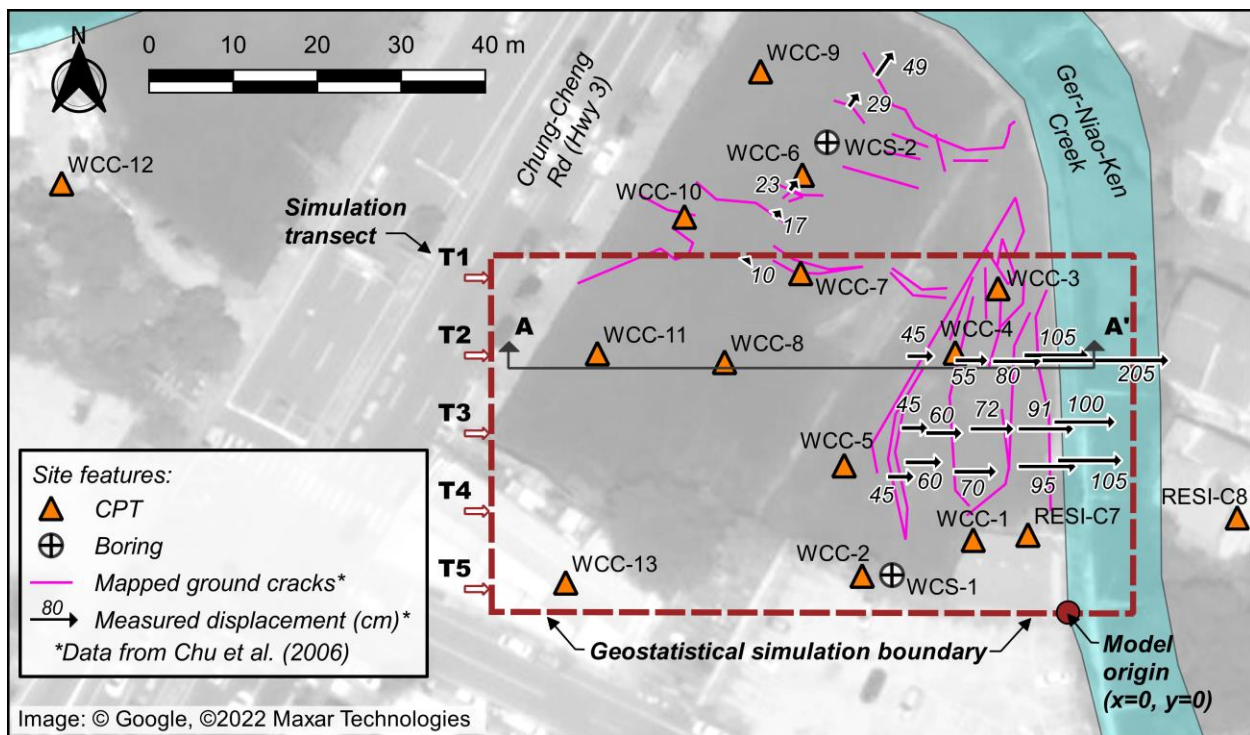 N
0 10 20 30 40 m
WCC-9
49
29
Ger-Niao-Ken
Creek
Chung-Cheng
Rd (Hwy 3)
WCS-2
WCC-12
WCC-6
23
WCC-10
17
Simulation
transect
T1
10
WCC-7
WCC-3
T2
A
WCC-11
WCC-8
45
WCC-4
55
80
105
A'
205
T3
45
60
72
91
100
WCC-5
T4
45
60
70
95
105
RESI-C8
WCC-1
RESI-C7
T5
WCC-13
WCC-2
WCS-1
Site features:
CPT
Boring
Mapped ground cracks*
80
Measured displacement (cm)*
*Data from Chu et al. (2006)
Geostatistical simulation boundary
Model
origin
(x=0, y=0)
Image: © Google, ©2022 Maxar Technologies